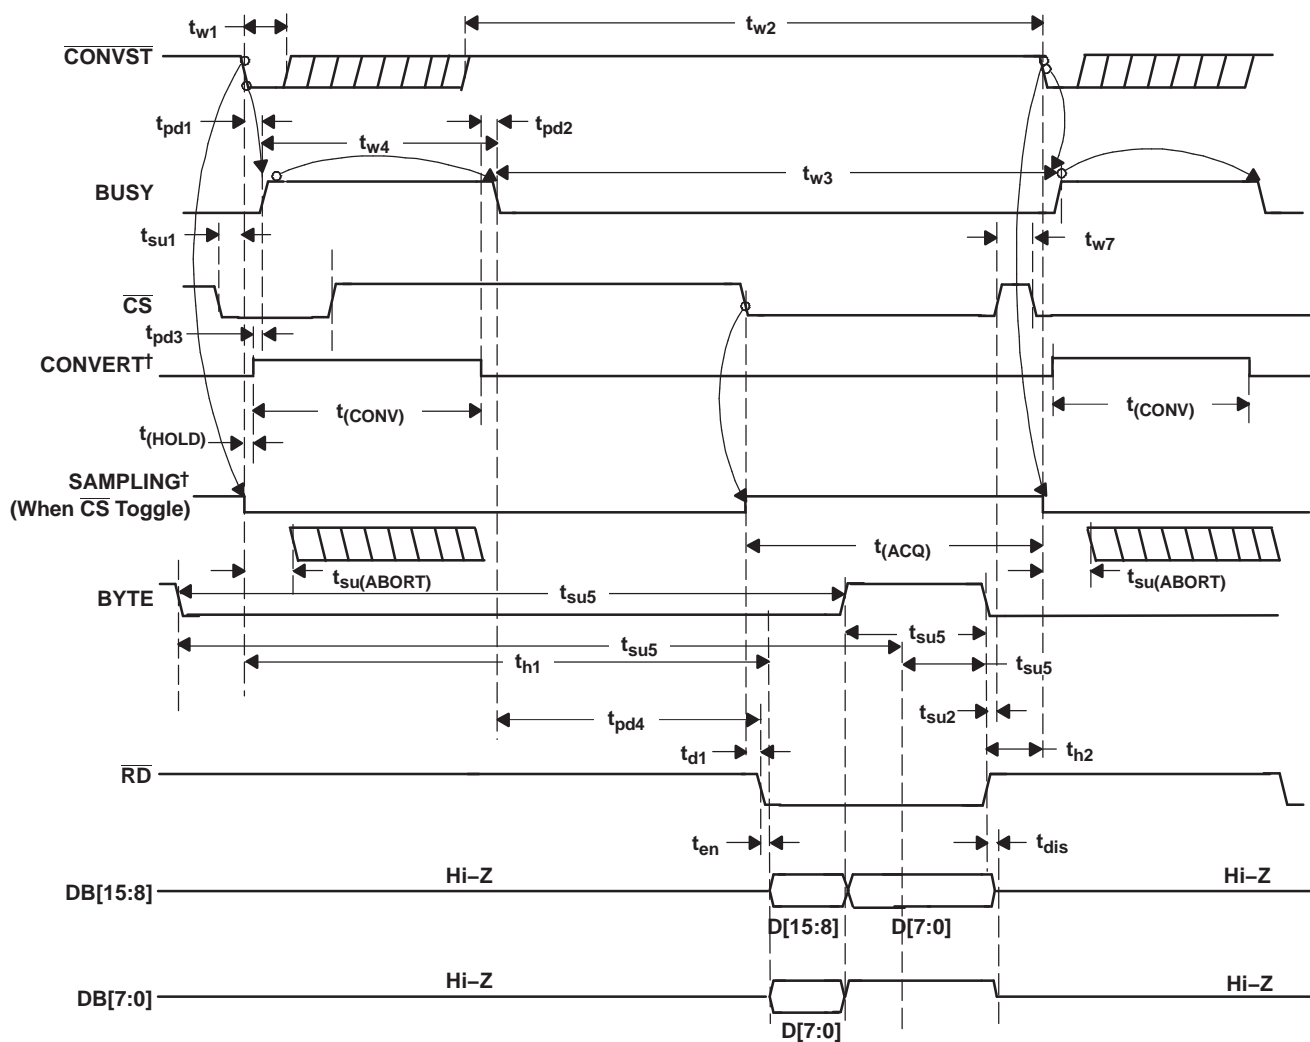 tw1
tw2
CONVST
tpd1
tw4
tpd2
tw3
BUSY
tsu1
tw7
CS
tpd3
CONVERT†
t(CONV)
t(CONV)
t(HOLD)
SAMPLING†
(When CS Toggle)
t(ACQ)
tsu(ABORT)
tsu(ABORT)
BYTE
tsu5
tsu5
tsu5
th1
tsu5
tpd4
tsu2
td1
th2
RD
ten
tdis
Hi–Z
Hi–Z
DB[15:8]
D[15:8]
D[7:0]
Hi–Z
Hi–Z
DB[7:0]
D[7:0]